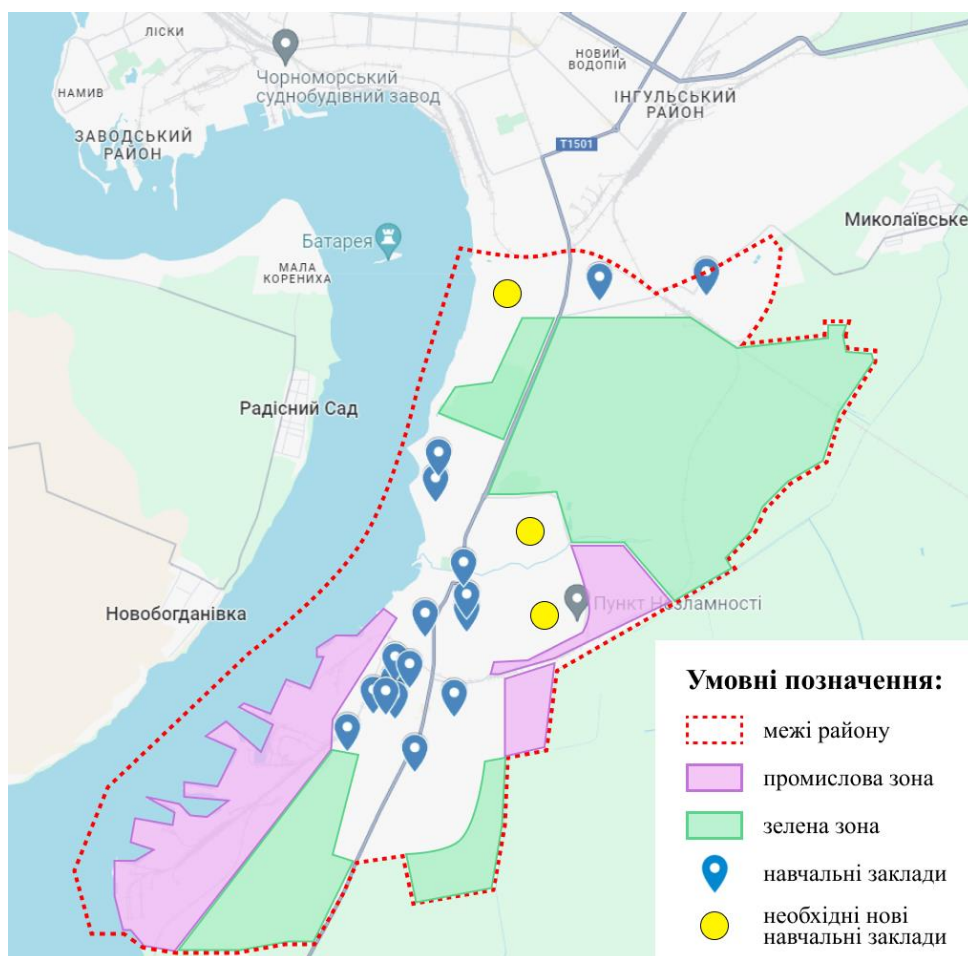 ЛІСКИ
Чорноморський
суднобудівний завод
НОВИЙ
ВОДОПІЙ
НАМИВ
ІНГУЛЬСЬКИЙ
РАЙОН
ЗАВОДСЬКИЙ
РАЙОН
Т1501
Миколаївське
Батарея
МАЛА
КОРЕНИХА
Радісний Сад
Новобогданівка
Пункт Незламності
Умовні позначення:
межі району
промислова зона
зелена зона
навчальні заклади
необхідні нові
навчальні заклади